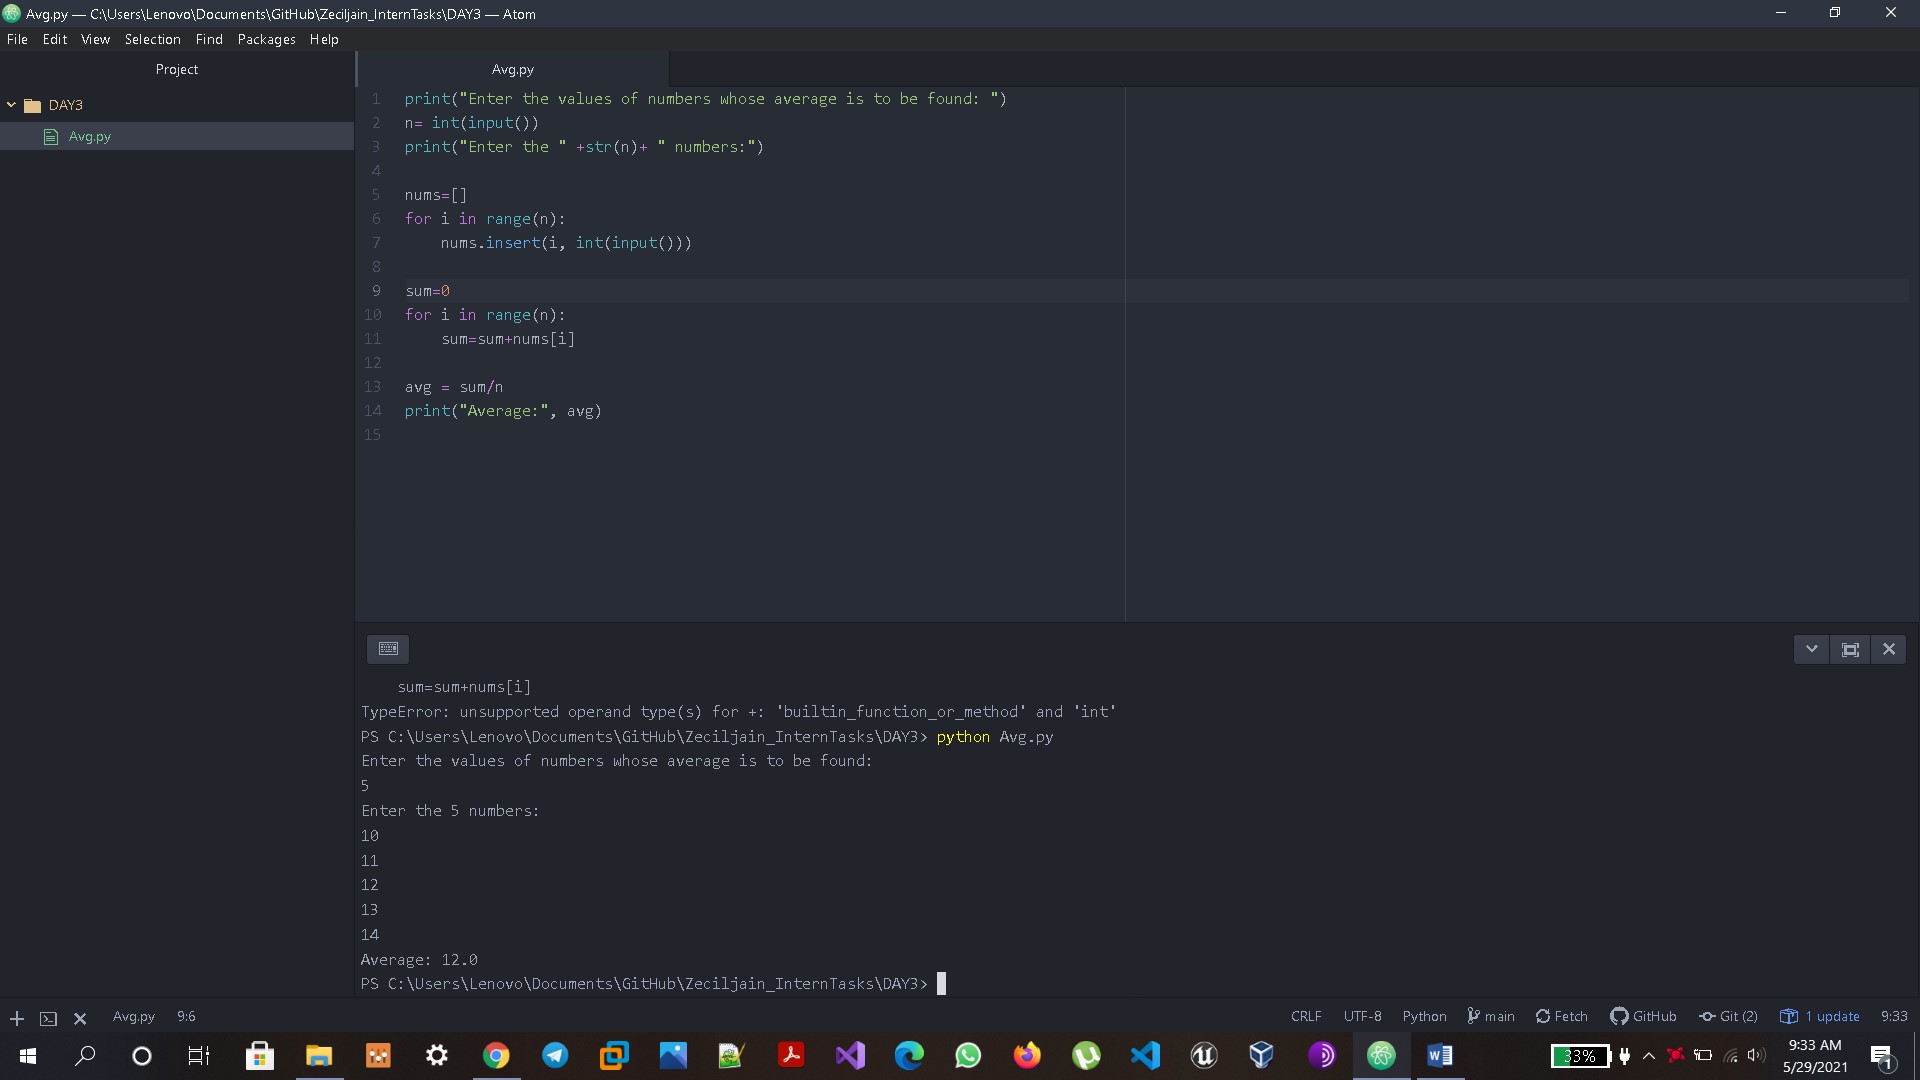 Avg.py — C:\Users\Lenovo\Documents\GitHub\Zeciljain_InternTasks\DAY3 — Atom
File Edit View Selection Find Packages Help
Project
Avg.py
DAY3
Avg.py
1 print("Enter the values of numbers whose average is to be found: ")
2 n= int(input())
3 print("Enter the " +str(n)+ " numbers:")
4
5 nums=[]
6 for i in range(n):
7     nums.insert(i, int(input()))
8
9 sum=0
10 for i in range(n):
11     sum=sum+nums[i]
12
13 avg = sum/n
14 print("Average:", avg)
15
    sum=sum+nums[i]
TypeError: unsupported operand type(s) for +: 'builtin_function_or_method' and 'int'
PS C:\Users\Lenovo\Documents\GitHub\Zeciljain_InternTasks\DAY3> python Avg.py
Enter the values of numbers whose average is to be found:
5
Enter the 5 numbers:
10
11
12
13
14
Average: 12.0
PS C:\Users\Lenovo\Documents\GitHub\Zeciljain_InternTasks\DAY3>
Avg.py 9:6 CRLF UTF-8 Python main Fetch GitHub Git (2) 1 update 9:33
33% 9:33 AM
5/29/2021 1